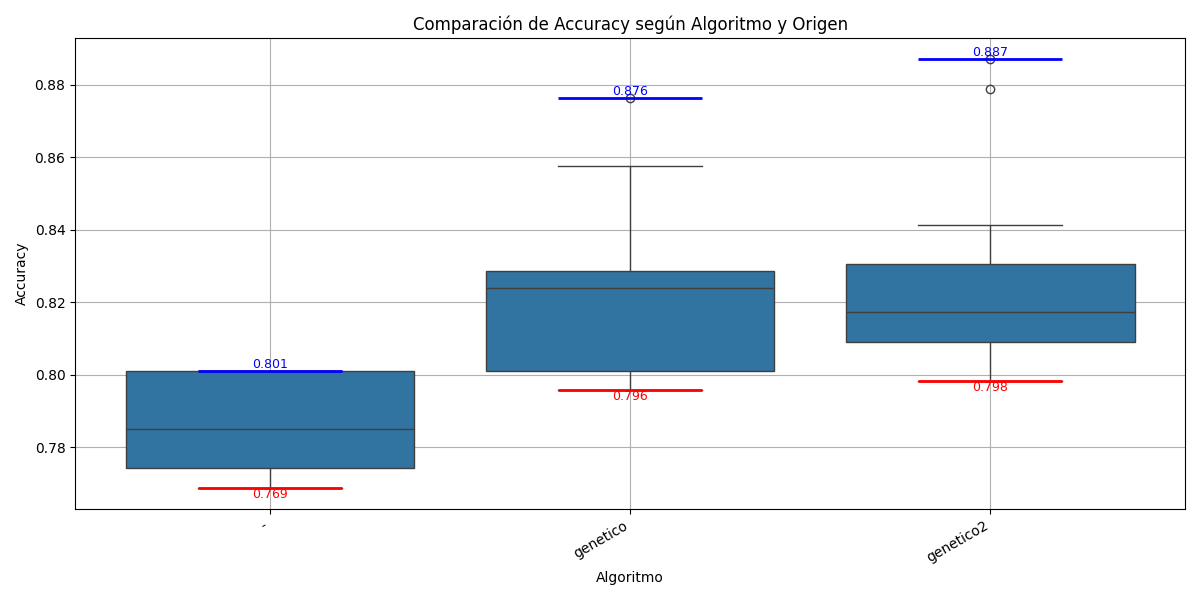 Comparación de Accuracy según Algoritmo y Origen
Accuracy
0.88
0.86
0.84
0.82
0.80
0.78
0.801
0.769
0.876
0.796
0.887
0.798
-
genetico
genetico2
Algoritmo